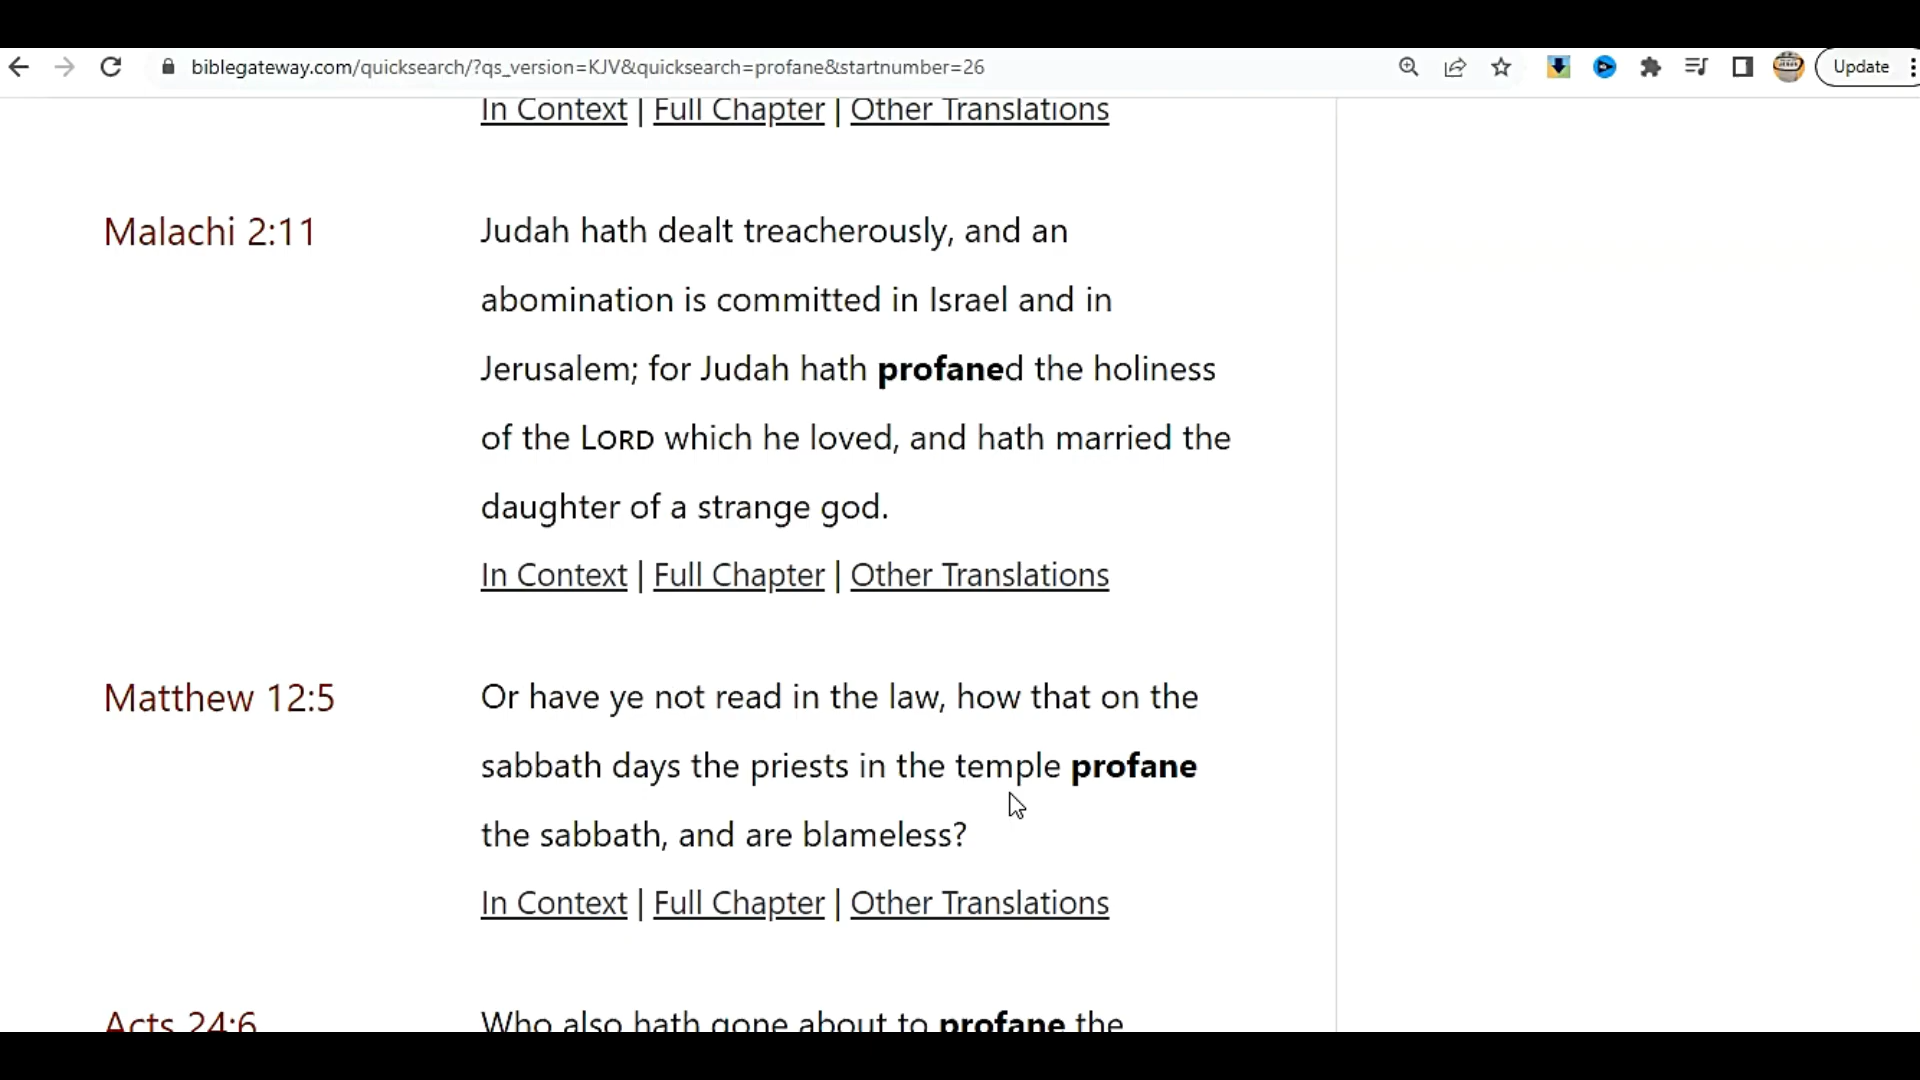 biblegateway.com/quicksearch/?qs_version=KJV&quicksearch=profane&startnumber=26
Update
In Context | Full Chapter | Other Translations
Malachi 2:11
Judah hath dealt treacherously, and an
abomination is committed in Israel and in
Jerusalem; for Judah hath profaned the holiness
of the LORD which he loved, and hath married the
daughter of a strange god.
In Context | Full Chapter | Other Translations
Matthew 12:5
Or have ye not read in the law, how that on the
sabbath days the priests in the temple profane
the sabbath, and are blameless?
In Context | Full Chapter | Other Translations
Acts 24:6
Who also hath gone about to profane the